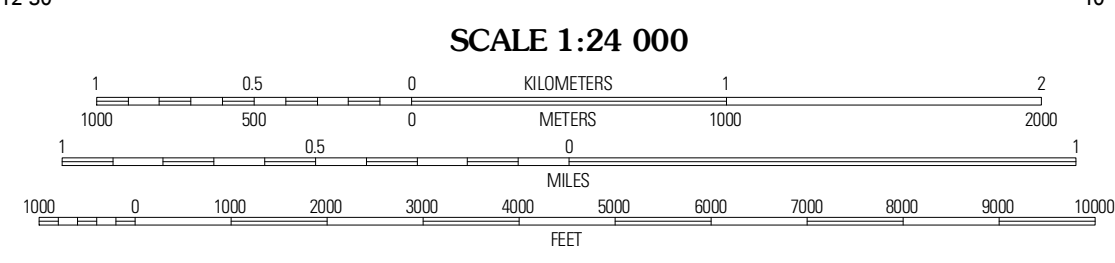 SCALE 1:24 000
1 0.5 0 KILOMETERS 1 2
1000 500 0 METERS 1000 2000
1 0.5 0 1
MILES
1000 0 1000 2000 3000 4000 5000 6000 7000 8000 9000 10000
FEET